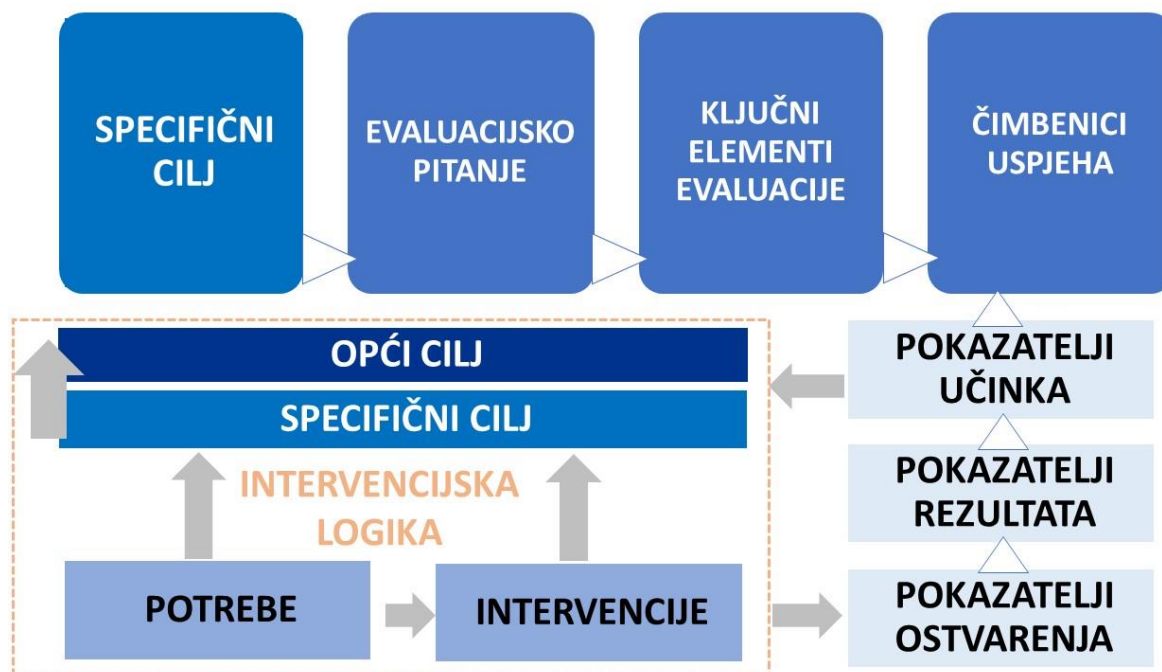 SPECIFIČNI
CILJ
EVALUACIJSKO
PITANJE
KLJUČNI
ELEMENTI
EVALUACIJE
ČIMBENICI
USPJEHA
OPĆI CILJ
SPECIFIČNI CILJ
INTERVENCIJSKA
LOGIKA
POTREBE
INTERVENCIJE
POKAZATELJI
UČINKA
POKAZATELJI
REZULTATA
POKAZATELJI
OSTVARENJA